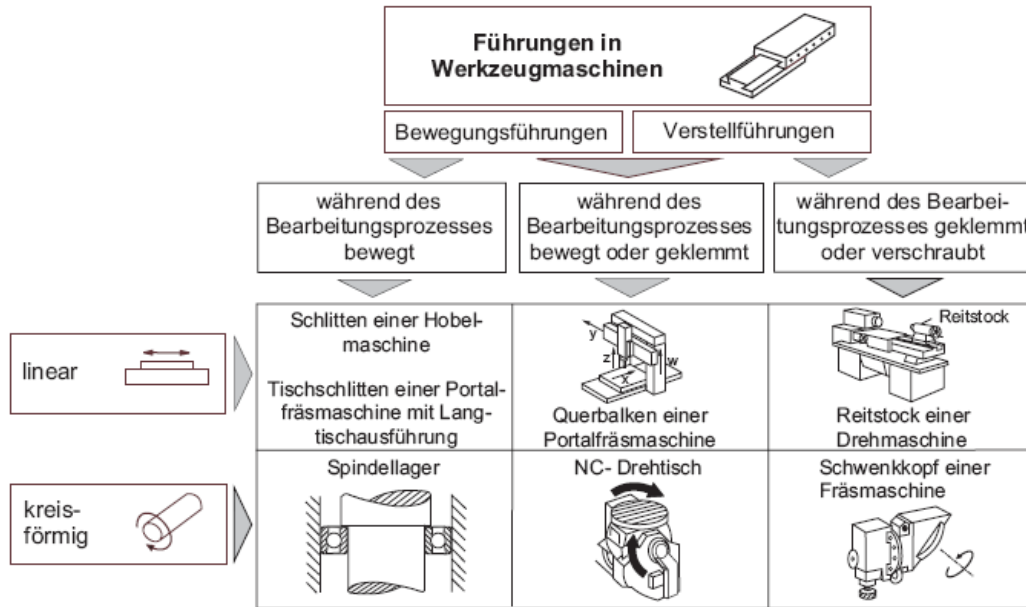 Führungen in
Werkzeugmaschinen
Bewegungsführungen
Verstellführungen
während des
Bearbeitungsprozesses
bewegt
während des
Bearbeitungsprozesses
bewegt oder geklemmt
während des Bearbei-
tungsprozesses geklemmt
oder verschraubt
linear
Schlitten einer Hobel-
maschine
Tischschlitten einer Portal-
fräsmaschine mit Lang-
tischausführung
y
z
w
x
Querbalken einer
Portalfräsmaschine
Reitstock
Reitstock einer
Drehmaschine
kreis-
förmig
Spindellager
NC- Drehtisch
Schwenkkopf einer
Fräsmaschine